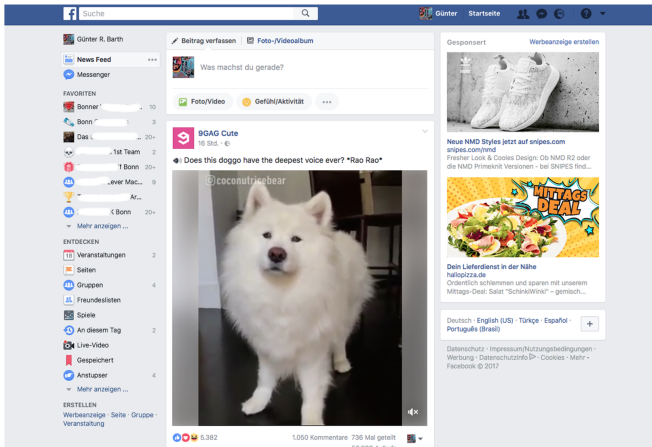 Suche
Günter
Startseite
Günter R. Barth
News Feed
Messenger
FAVORITEN
Bonner 10
Bonn 3
Das 20+
1st Team 2
Bonn 20+
ever Mac... 9
Ar...
Bonn 20+
Mehr anzeigen ...
ENTDECKEN
Veranstaltungen 2
Seiten
Gruppen 4
Freundeslisten
Spiele
An diesem Tag 2
Live-Video
Gespeichert
Anstupser 4
Mehr anzeigen ...
ERSTELLEN
Werbeanzeige · Seite · Gruppe ·
Veranstaltung
Beitrag verfassen
Foto-/Videoalbum
Was machst du gerade?
Foto/Video
Gefühl/Aktivität
9GAG Cute
16 Std. ·
Does this doggo have the deepest voice ever? *Rao Rao*
@coconutricebear
5.382
1.050 Kommentare 736 Mal geteilt
Gesponsert
Werbeanzeige erstellen
Neue NMD Styles jetzt auf snipes.com
snipes.com/nmd
Fresher Look & Cooles Design: Ob NMD R2 oder
die NMD Primeknit Versionen - bei SNIPES find...
MITTAGS
DEAL
Dein Lieferdienst in der Nähe
hallopizza.de
Ordentlich schlemmen und sparen mit unserem
Mittags-Deal: Salat "SchinkiWinki" – gemisch...
Deutsch · English (US) · Türkçe · Español ·
Português (Brasil)
Datenschutz · Impressum/Nutzungsbedingungen ·
Werbung · Datenschutzinfo · Cookies · Mehr
Facebook © 2017